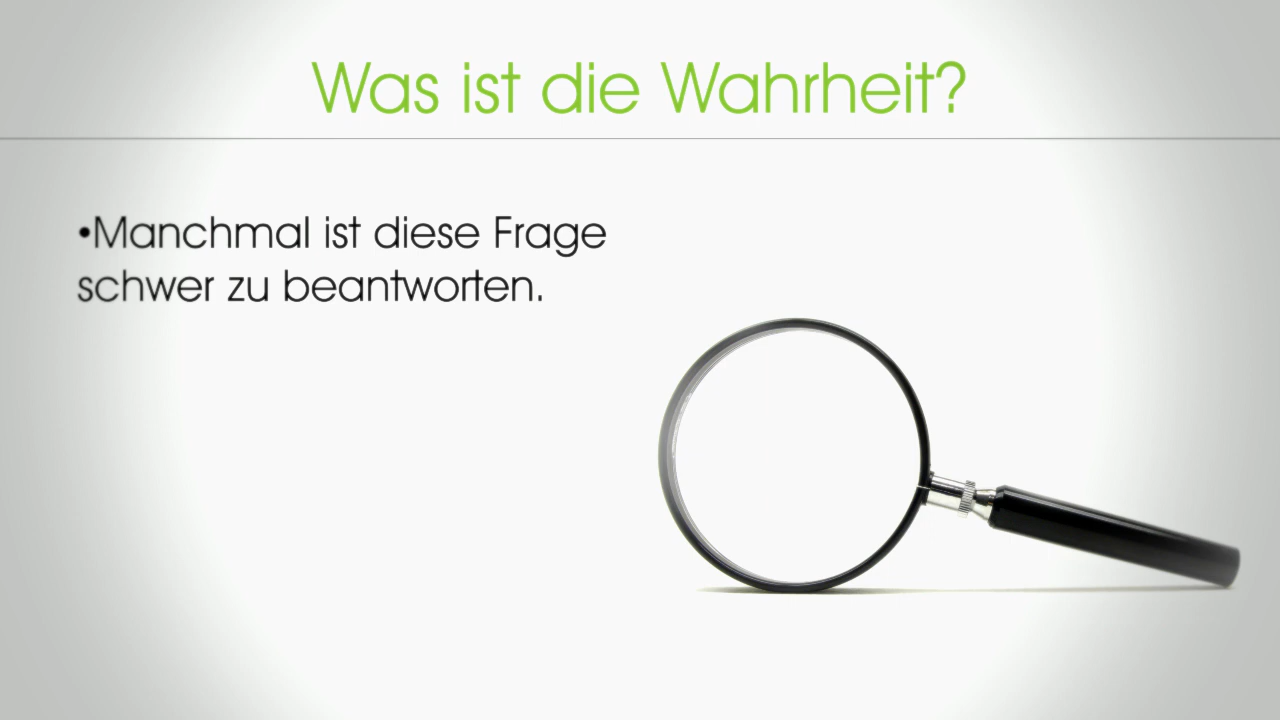 Was ist die Wahrheit?
•Manchmal ist diese Frage
schwer zu beantworten.